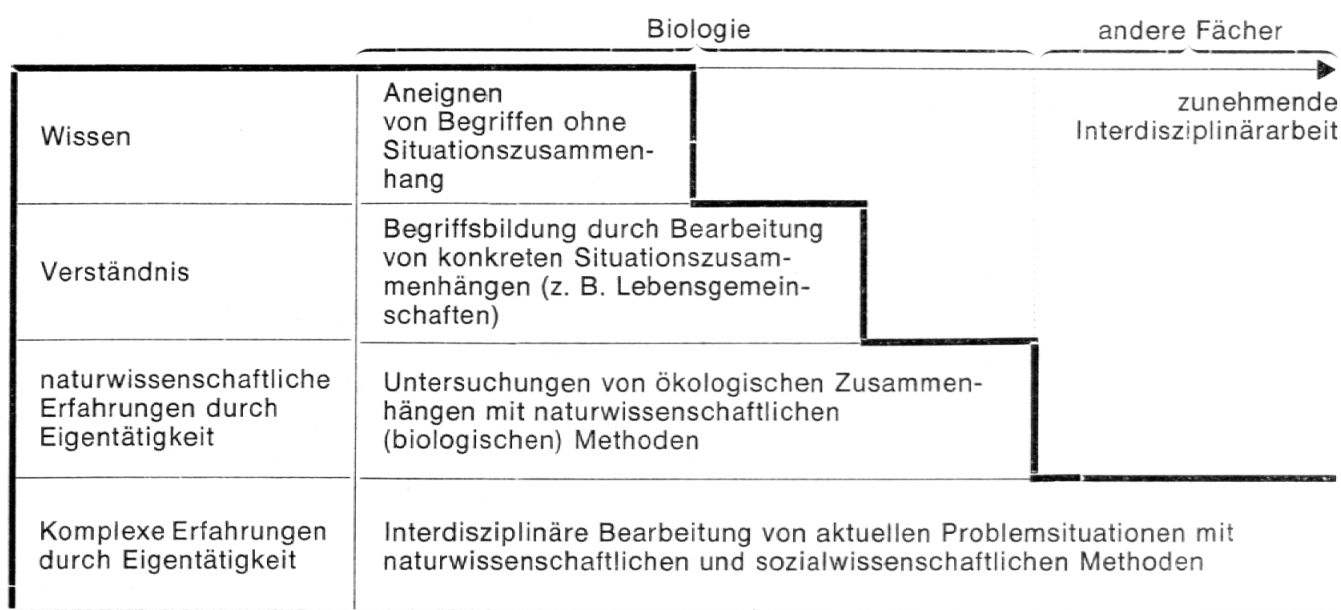 Biologie
andere Fächer
zunehmende
Interdisziplinärarbeit
Wissen
Aneignen
von Begriffen ohne
Situationszusammen-
hang
Verständnis
Begriffsbildung durch Bearbeitung
von konkreten Situationszusam-
menhängen (z. B. Lebensgemein-
schaften)
naturwissenschaftliche
Erfahrungen durch
Eigentätigkeit
Untersuchungen von ökologischen Zusammen-
hängen mit naturwissenschaftlichen
(biologischen) Methoden
Komplexe Erfahrungen
durch Eigentätigkeit
Interdisziplinäre Bearbeitung von aktuellen Problemsituationen mit
naturwissenschaftlichen und sozialwissenschaftlichen Methoden